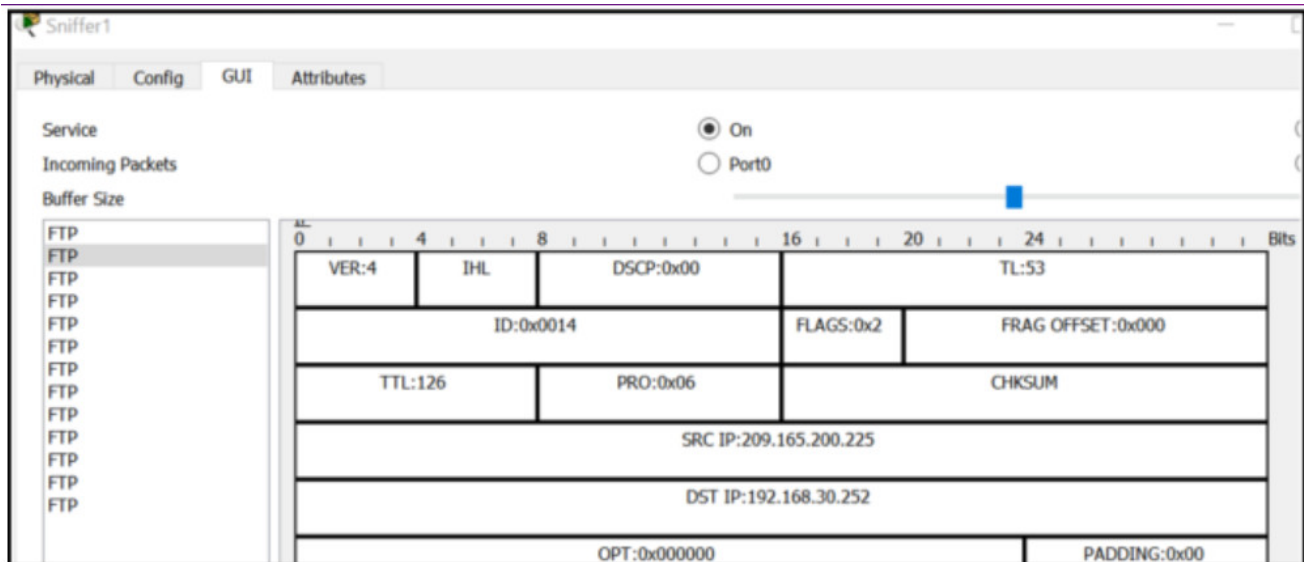 Sniffer1
Physical Config GUI Attributes
Service On
Incoming Packets Port0
Buffer Size
FTP
FTP
FTP
FTP
FTP
FTP
FTP
FTP
FTP
FTP
FTP
FTP
FTP
0 4 8 16 20 24 Bits
VER:4 IHL DSCP:0x00 TL:53
ID:0x0014 FLAGS:0x2 FRAG OFFSET:0x000
TTL:126 PRO:0x06 CHKSUM
SRC IP:209.165.200.225
DST IP:192.168.30.252
OPT:0x000000 PADDING:0x00